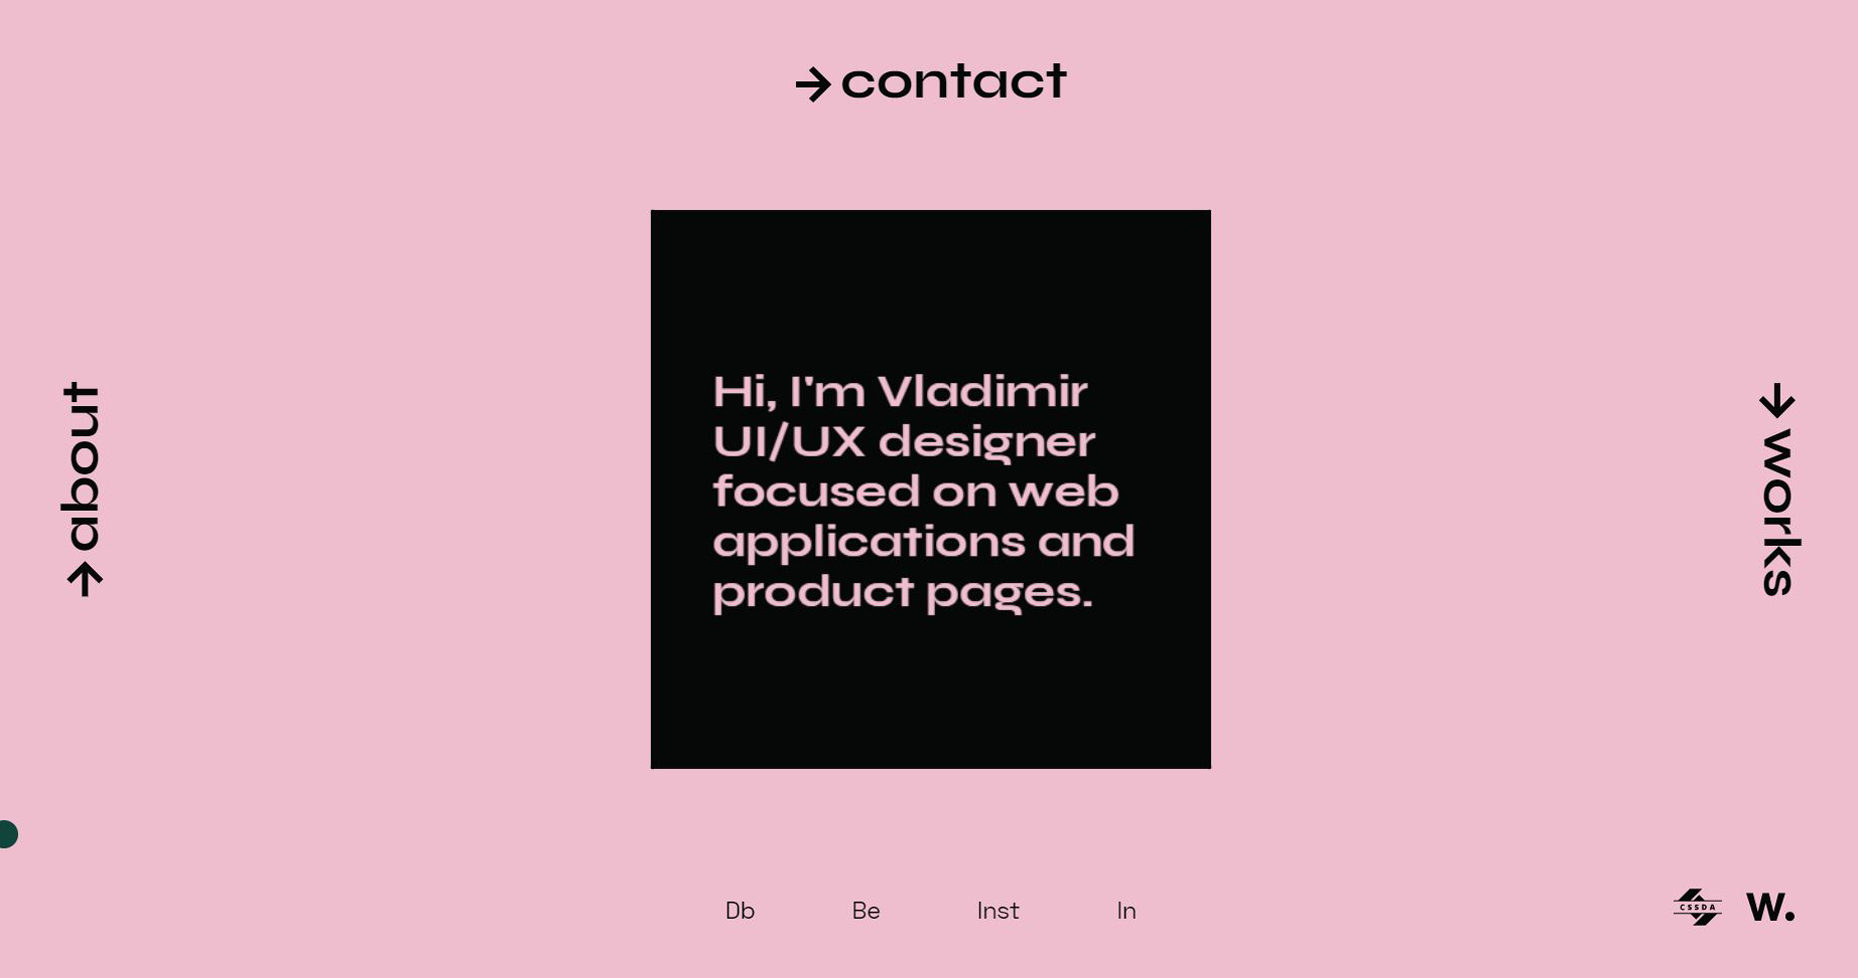 → contact
→ about
→ works
Hi, I'm Vladimir
UI/UX designer
focused on web
applications and
product pages.
Db Be Inst In
CSSDA W.